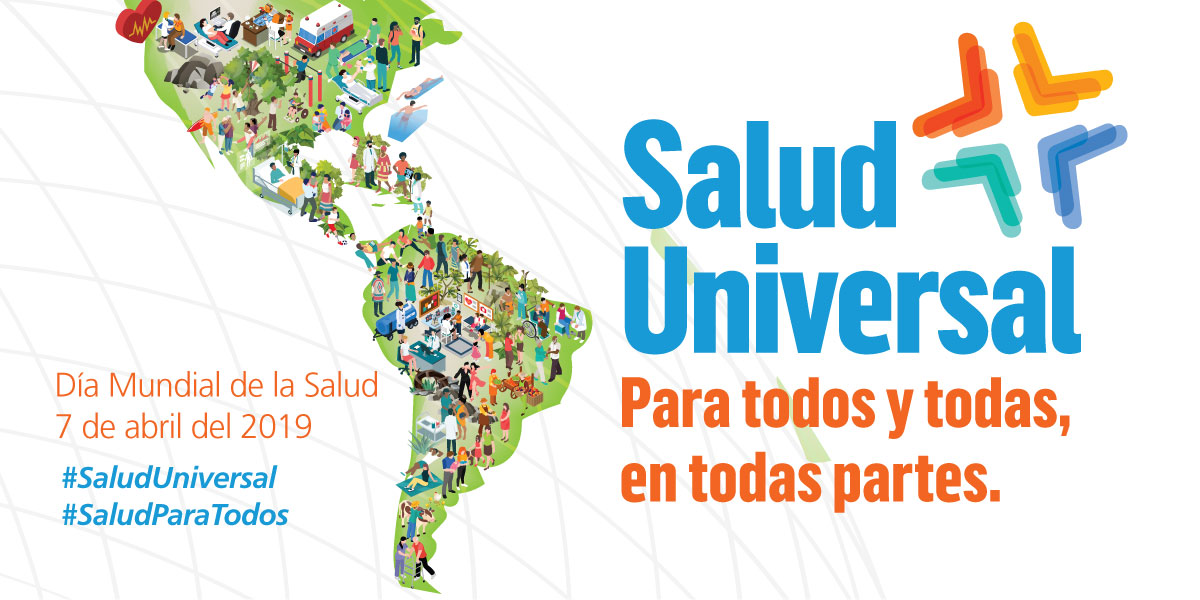 Salud
Universal
Para todos y todas,
en todas partes.
Día Mundial de la Salud
7 de abril del 2019
#SaludUniversal
#SaludParaTodos